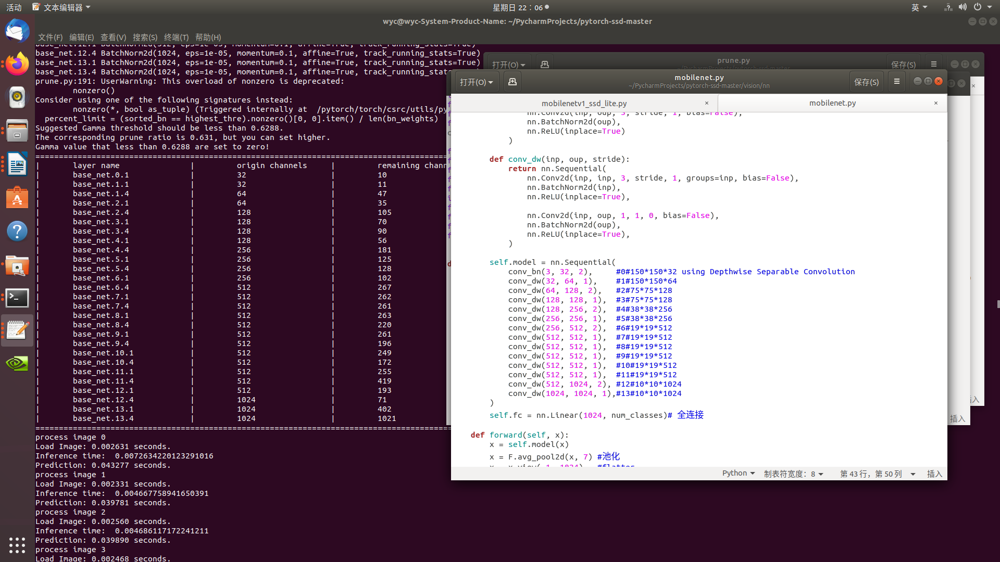 活动 文本编辑器 星期日 22：06 英
wyc@wyc-System-Product-Name: ~/PycharmProjects/pytorch-ssd-master
文件(F) 编辑(E) 查看(V) 搜索(S) 终端(T) 帮助(H)
base_net.12.1 BatchNorm2d(512, eps=1e-05, momentum=0.1, affine=True, track_running_stats=True)
base_net.12.4 BatchNorm2d(1024, eps=1e-05, momentum=0.1, affine=True, track_running_stats=True)
base_net.13.1 BatchNorm2d(1024, eps=1e-05, momentum=0.1, affine=True, track_running_stats=True)
base_net.13.4 BatchNorm2d(1024, eps=1e-05, momentum=0.1, affine=True, track_running_stats
prune.py:191: UserWarning: This overload of nonzero is deprecated:
nonzero()
Consider using one of the following signatures instead:
nonzero(*, bool as_tuple) (Triggered internally at /pytorch/torch/csrc/utils/py
percent_limit = (sorted_bn == highest_thre).nonzero()[0, 0].item() / len(bn_weights)
Suggested Gamma threshold should be less than 0.6288.
The corresponding prune ratio is 0.631, but you can set higher.
Gamma value that less than 0.6288 are set to zero!
========================================================================================
| layer name | origin channels | remaining chann
| base_net.0.1 | 32 | 10
| base_net.1.1 | 32 | 11
| base_net.1.4 | 64 | 47
| base_net.2.1 | 64 | 35
| base_net.2.4 | 128 | 105
| base_net.3.1 | 128 | 70
| base_net.3.4 | 128 | 90
| base_net.4.1 | 128 | 56
| base_net.4.4 | 256 | 181
| base_net.5.1 | 256 | 125
| base_net.5.4 | 256 | 128
| base_net.6.1 | 256 | 102
| base_net.6.4 | 512 | 267
| base_net.7.1 | 512 | 262
| base_net.7.4 | 512 | 261
| base_net.8.1 | 512 | 263
| base_net.8.4 | 512 | 220
| base_net.9.1 | 512 | 261
| base_net.9.4 | 512 | 196
| base_net.10.1 | 512 | 249
| base_net.10.4 | 512 | 172
| base_net.11.1 | 512 | 255
| base_net.11.4 | 512 | 419
| base_net.12.1 | 512 | 193
| base_net.12.4 | 1024 | 71
| base_net.13.1 | 1024 | 402
| base_net.13.4 | 1024 | 1021
========================================================================================
process image 0
Load Image: 0.002631 seconds.
Inference time: 0.0072634220123291016
Prediction: 0.043277 seconds.
process image 1
Load Image: 0.002331 seconds.
Inference time: 0.004667758941650391
Prediction: 0.039781 seconds.
process image 2
Load Image: 0.002560 seconds.
Inference time: 0.004686117172241211
Prediction: 0.039890 seconds.
process image 3
Load Image: 0.002468 seconds.
打开(O) prune.py 保存(S)
~/PycharmProjects/pytorch-ssd-master
打开(O) mobilenet.py 保存(S)
~/PycharmProjects/pytorch-ssd-master/vision/nn
mobilenetv1_ssd_lite.py × mobilenet.py ×
nn.Conv2d(inp, oup, 3, stride, 1, bias=False),
nn.BatchNorm2d(oup),
nn.ReLU(inplace=True)
)
def conv_dw(inp, oup, stride):
return nn.Sequential(
nn.Conv2d(inp, inp, 3, stride, 1, groups=inp, bias=False),
nn.BatchNorm2d(inp),
nn.ReLU(inplace=True),
nn.Conv2d(inp, oup, 1, 1, 0, bias=False),
nn.BatchNorm2d(oup),
nn.ReLU(inplace=True),
)
self.model = nn.Sequential(
conv_bn(3, 32, 2), #0#150*150*32 using Depthwise Separable Convolution
conv_dw(32, 64, 1), #1#150*150*64
conv_dw(64, 128, 2), #2#75*75*128
conv_dw(128, 128, 1), #3#75*75*128
conv_dw(128, 256, 2), #4#38*38*256
conv_dw(256, 256, 1), #5#38*38*256
conv_dw(256, 512, 2), #6#19*19*512
conv_dw(512, 512, 1), #7#19*19*512
conv_dw(512, 512, 1), #8#19*19*512
conv_dw(512, 512, 1), #9#19*19*512
conv_dw(512, 512, 1), #10#19*19*512
conv_dw(512, 512, 1), #11#19*19*512
conv_dw(512, 1024, 2), #12#10*10*1024
conv_dw(1024, 1024, 1),#13#10*10*1024
)
self.fc = nn.Linear(1024, num_classes)# 全连接
def forward(self, x):
x = self.model(x)
x = F.avg_pool2d(x, 7) #池化
Python 制表符宽度：8 第 43 行，第 50 列 插入
插入